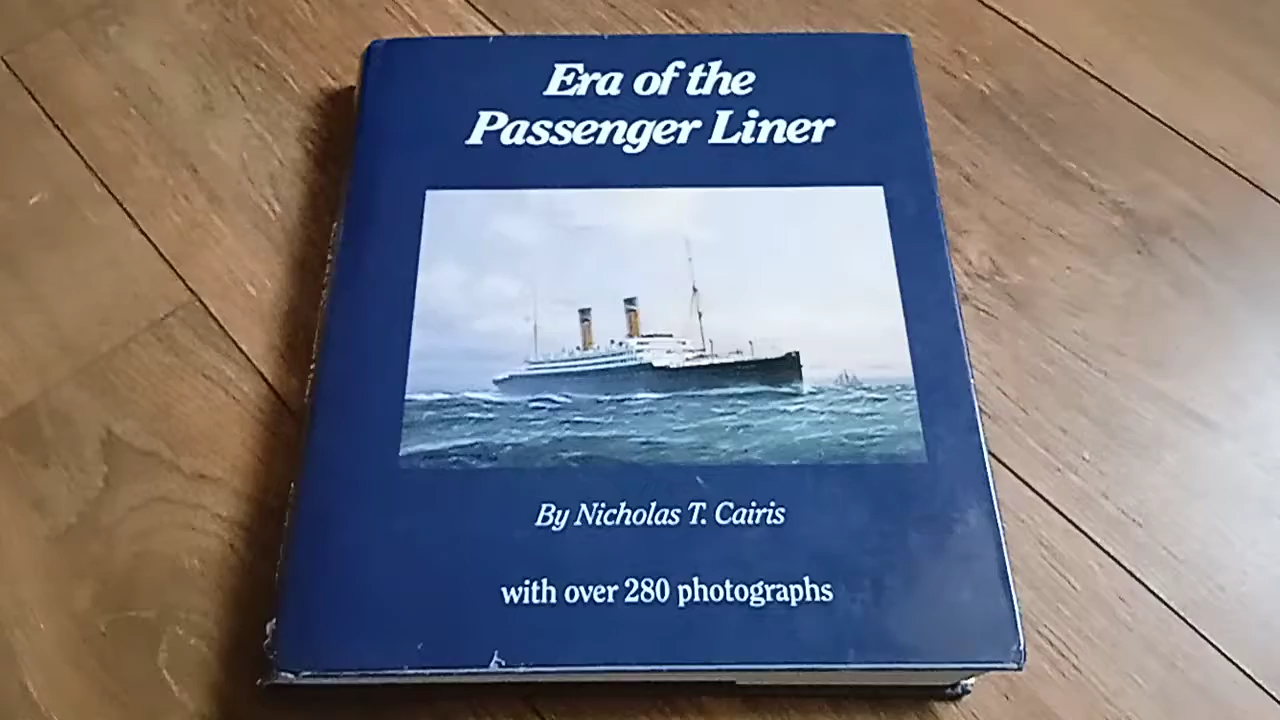 Era of the
Passenger Liner
By Nicholas T. Cairis
with over 280 photographs